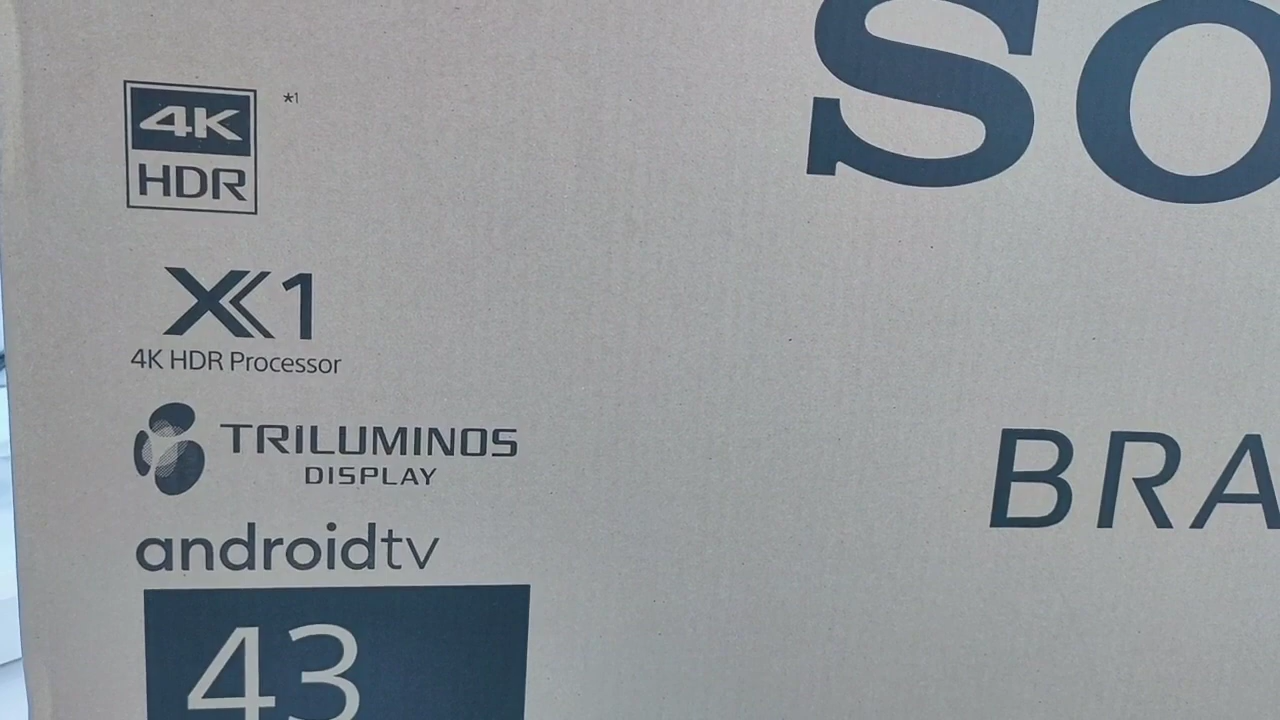 4K
HDR
*1
SO
X1
4K HDR Processor
TRILUMINOS
DISPLAY
androidtv
BRA
43